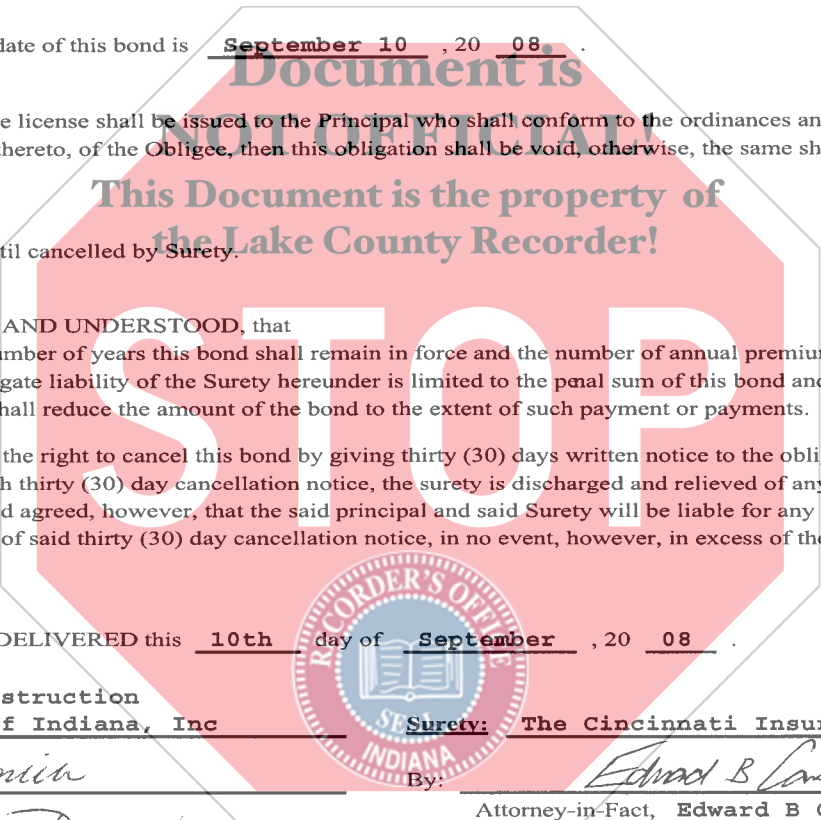 date of this bond is September 10 , 20 08 .
Document is
e license shall be issued to the Principal who shall conform to the ordinances an
NOT OFFICIAL!
thereto, of the Obligee, then this obligation shall be void, otherwise, the same sh
This Document is the property of
the Lake County Recorder!
til cancelled by Surety.
AND UNDERSTOOD, that
umber of years this bond shall remain in force and the number of annual premiu
gate liability of the Surety hereunder is limited to the penal sum of this bond and
hall reduce the amount of the bond to the extent of such payment or payments.
STOP
the right to cancel this bond by giving thirty (30) days written notice to the obli
h thirty (30) day cancellation notice, the surety is discharged and relieved of any
d agreed, however, that the said principal and said Surety will be liable for any
of said thirty (30) day cancellation notice, in no event, however, in excess of the
RECORDER'S OFFICE
SEAL
INDIANA
DELIVERED this 10th day of September , 20 08 .
struction
f Indiana, Inc Surety: The Cincinnati Insur
By: Edward B
Attorney-in-Fact, Edward B C